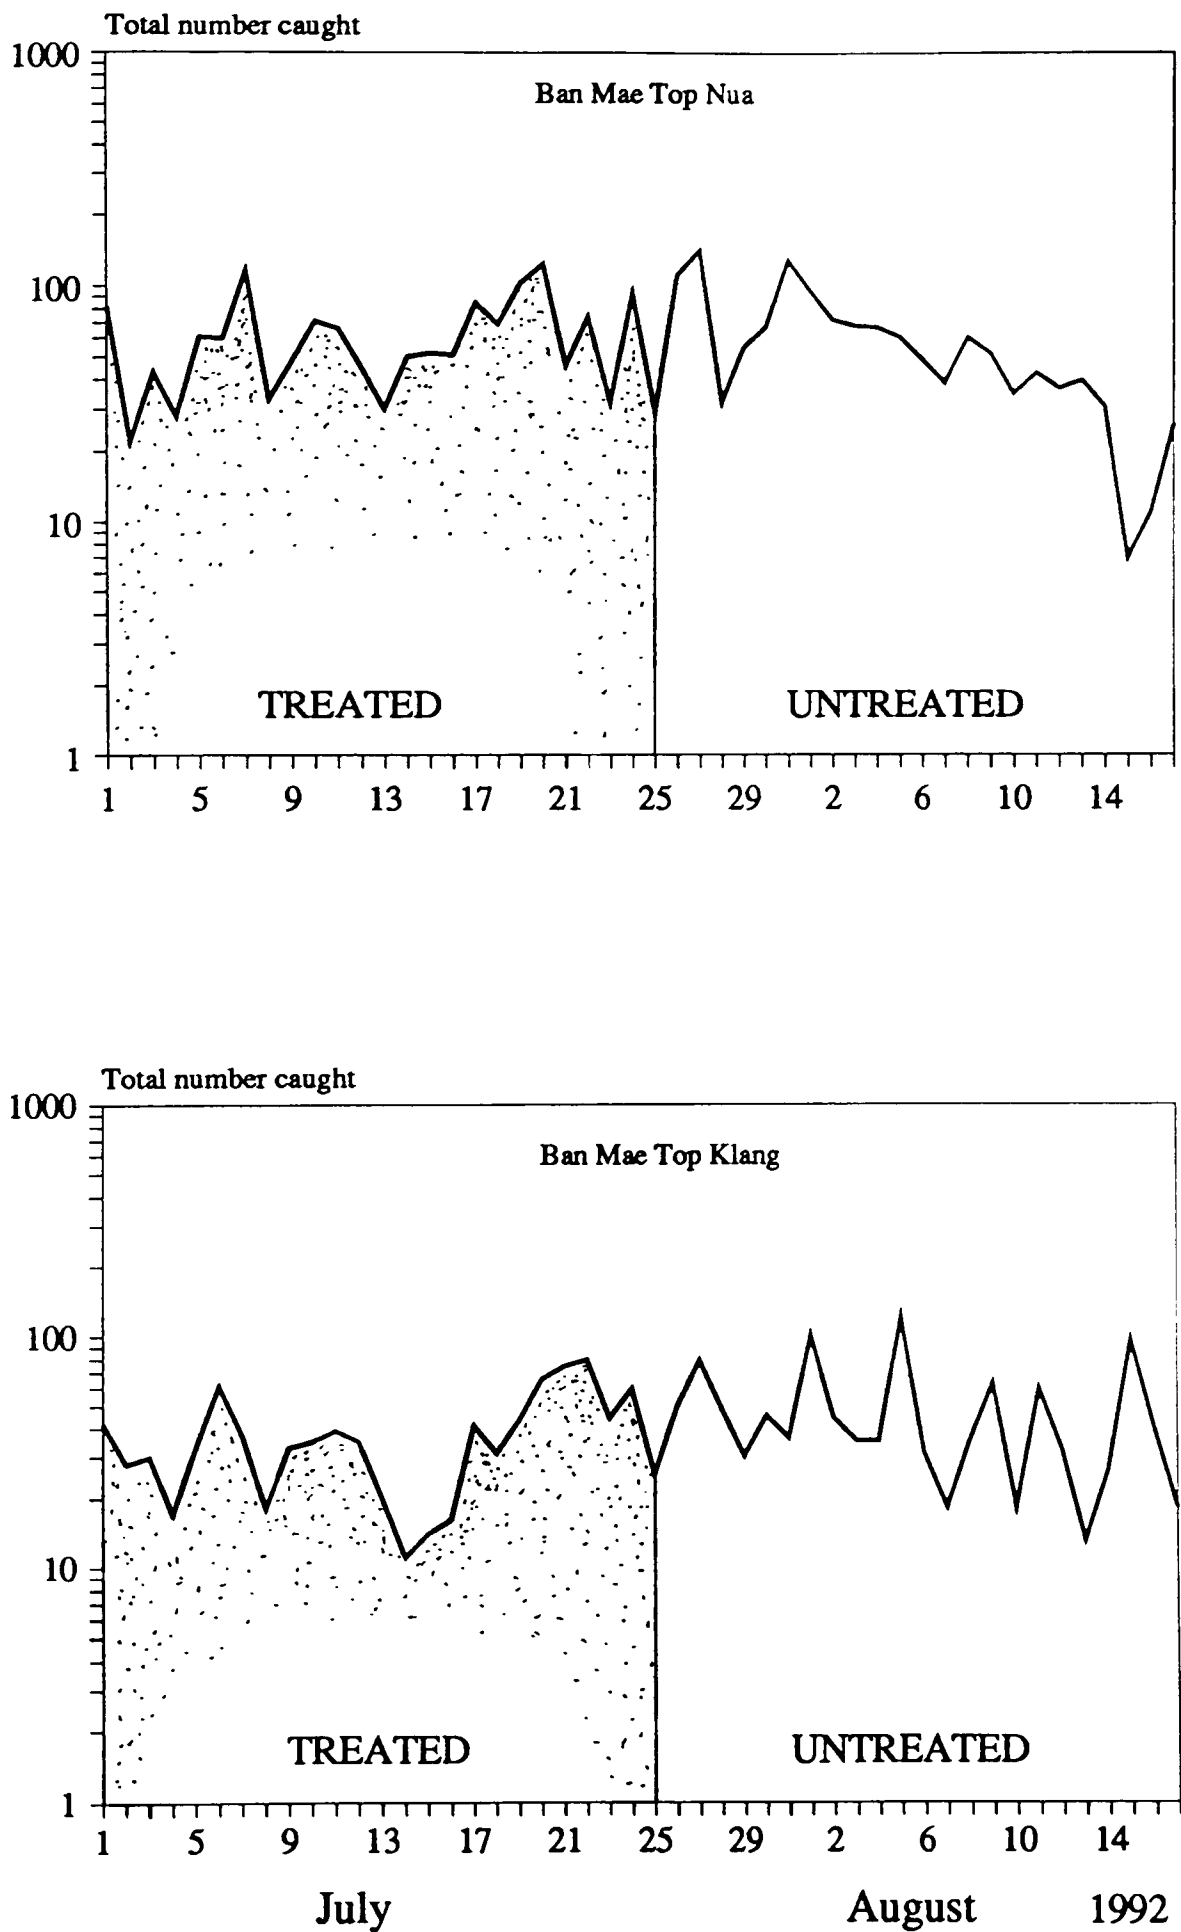 Total number caught
1000
Ban Mae Top Nua
100
10
TREATED UNTREATED
1
1 5 9 13 17 21 25 29 2 6 10 14
Total number caught
1000
Ban Mae Top Klang
100
10
TREATED UNTREATED
1
1 5 9 13 17 21 25 29 2 6 10 14
July August 1992